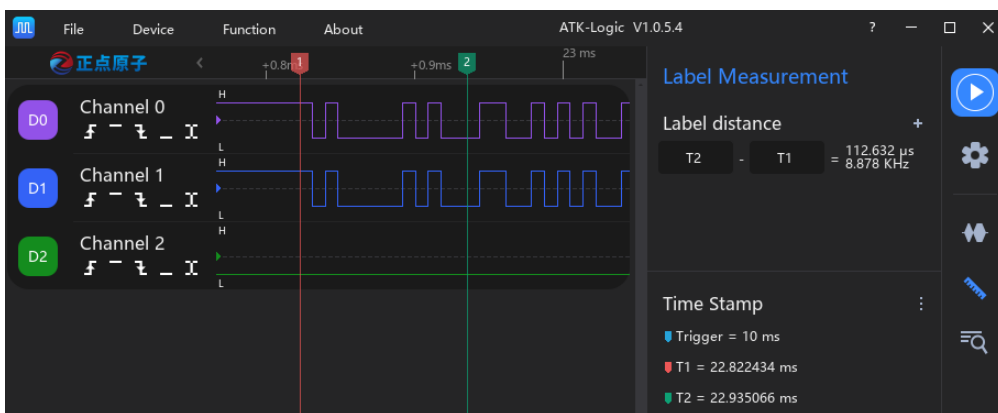 File Device Function About ATK-Logic V1.0.5.4 ?
正点原子 +0.8m 1 +0.9ms 2 23 ms
Label Measurement
Label distance +
T2 - T1 = 112.632 μs
8.878 KHz
D0 Channel 0 H
L
D1 Channel 1 H
L
D2 Channel 2 H
L
Time Stamp
Trigger = 10 ms
T1 = 22.822434 ms
T2 = 22.935066 ms